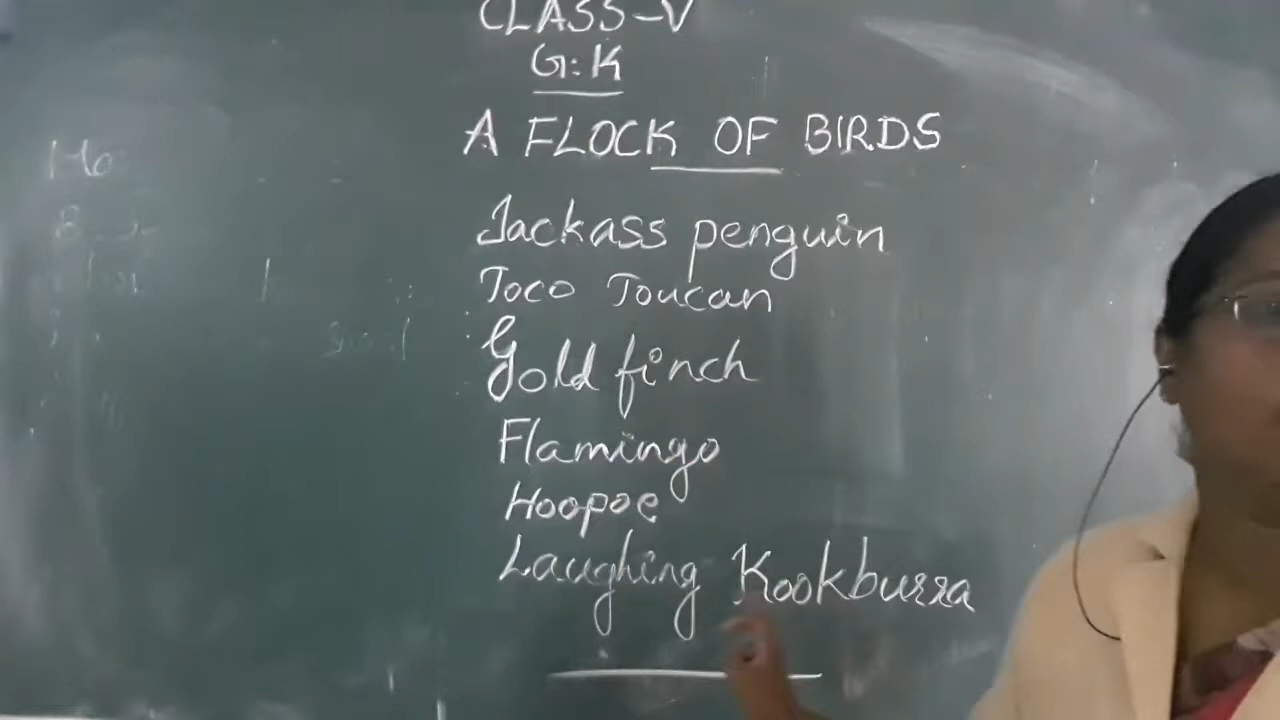 CLASS-V
G.K
A FLOCK OF BIRDS
Jackass penguin
Toco Toucan
Gold finch
Flamingo
Hoopoe
Laughing Kookburra